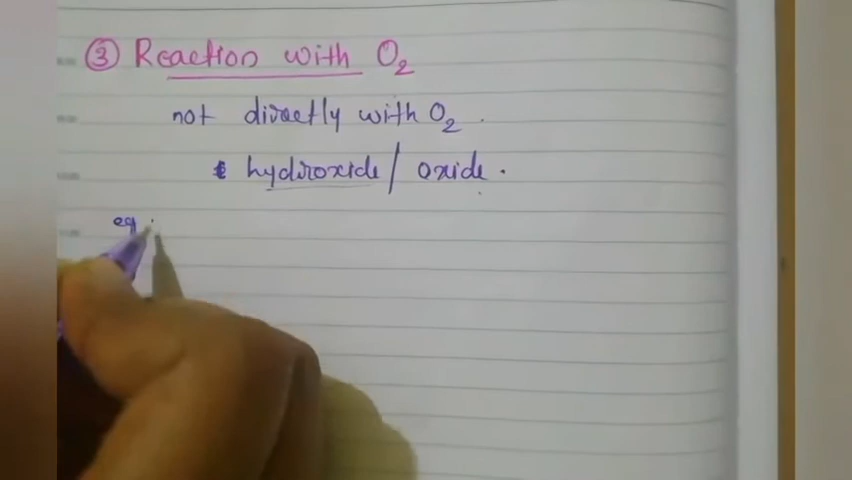 ③ Reaction with O₂
not directly with O₂.
hydroxide / oxide.
eg